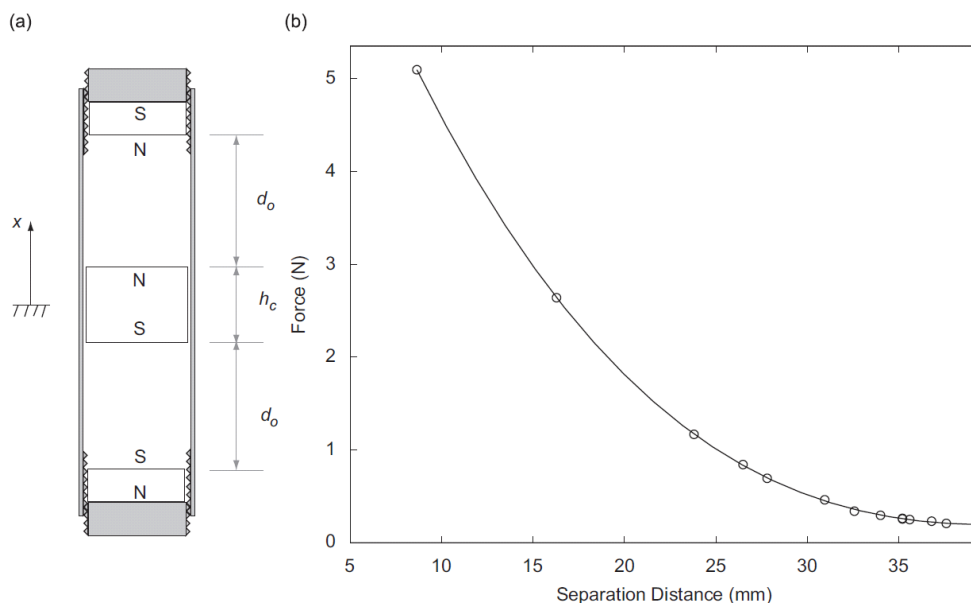 (a)
S
N
d_o
x
N
h_c
S
d_o
S
N
(b)
5
4
3
2
1
0
Force (N)
5 10 15 20 25 30 35
Separation Distance (mm)